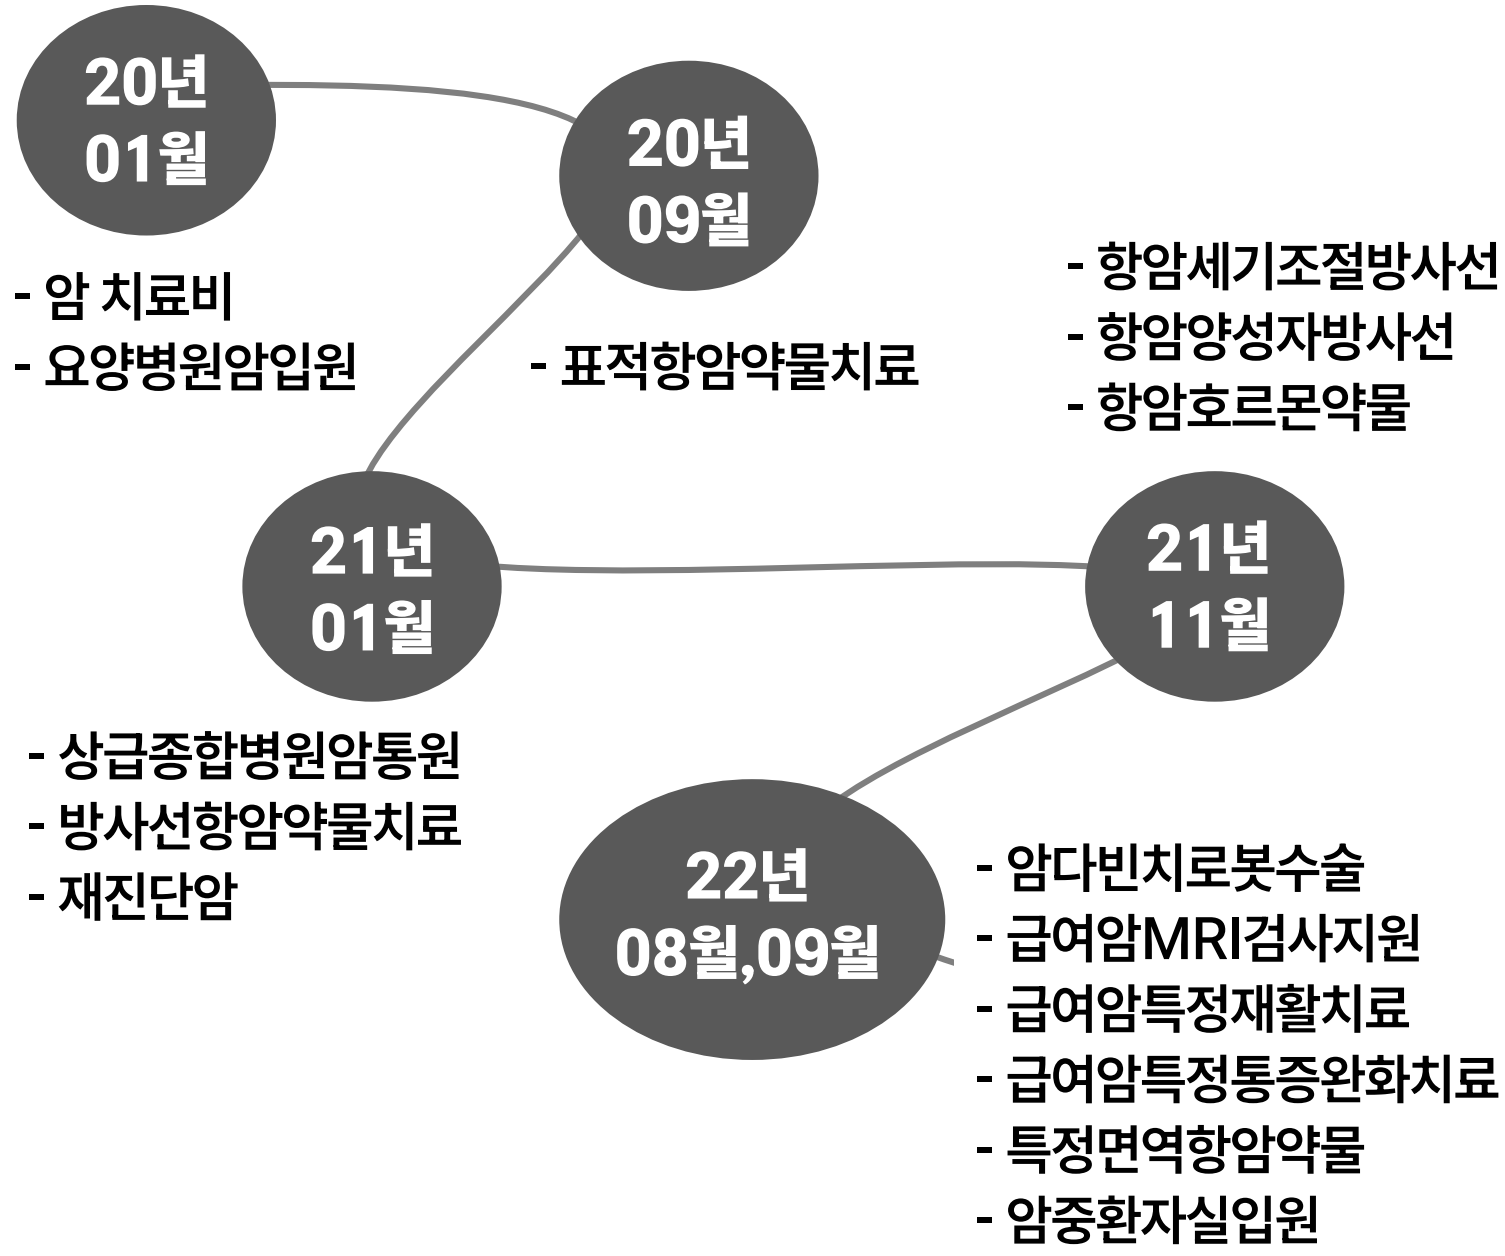 20년
01월
- 암 치료비
- 요양병원암입원
20년
09월
- 표적항암약물치료
21년
01월
- 상급종합병원암통원
- 방사선항암약물치료
- 재진단암
- 항암세기조절방사선
- 항암양성자방사선
- 항암호르몬약물
21년
11월
22년
08월,09월
- 암다빈치로봇수술
- 급여암MRI검사지원
- 급여암특정재활치료
- 급여암특정통증완화치료
- 특정면역항암약물
- 암중환자실입원